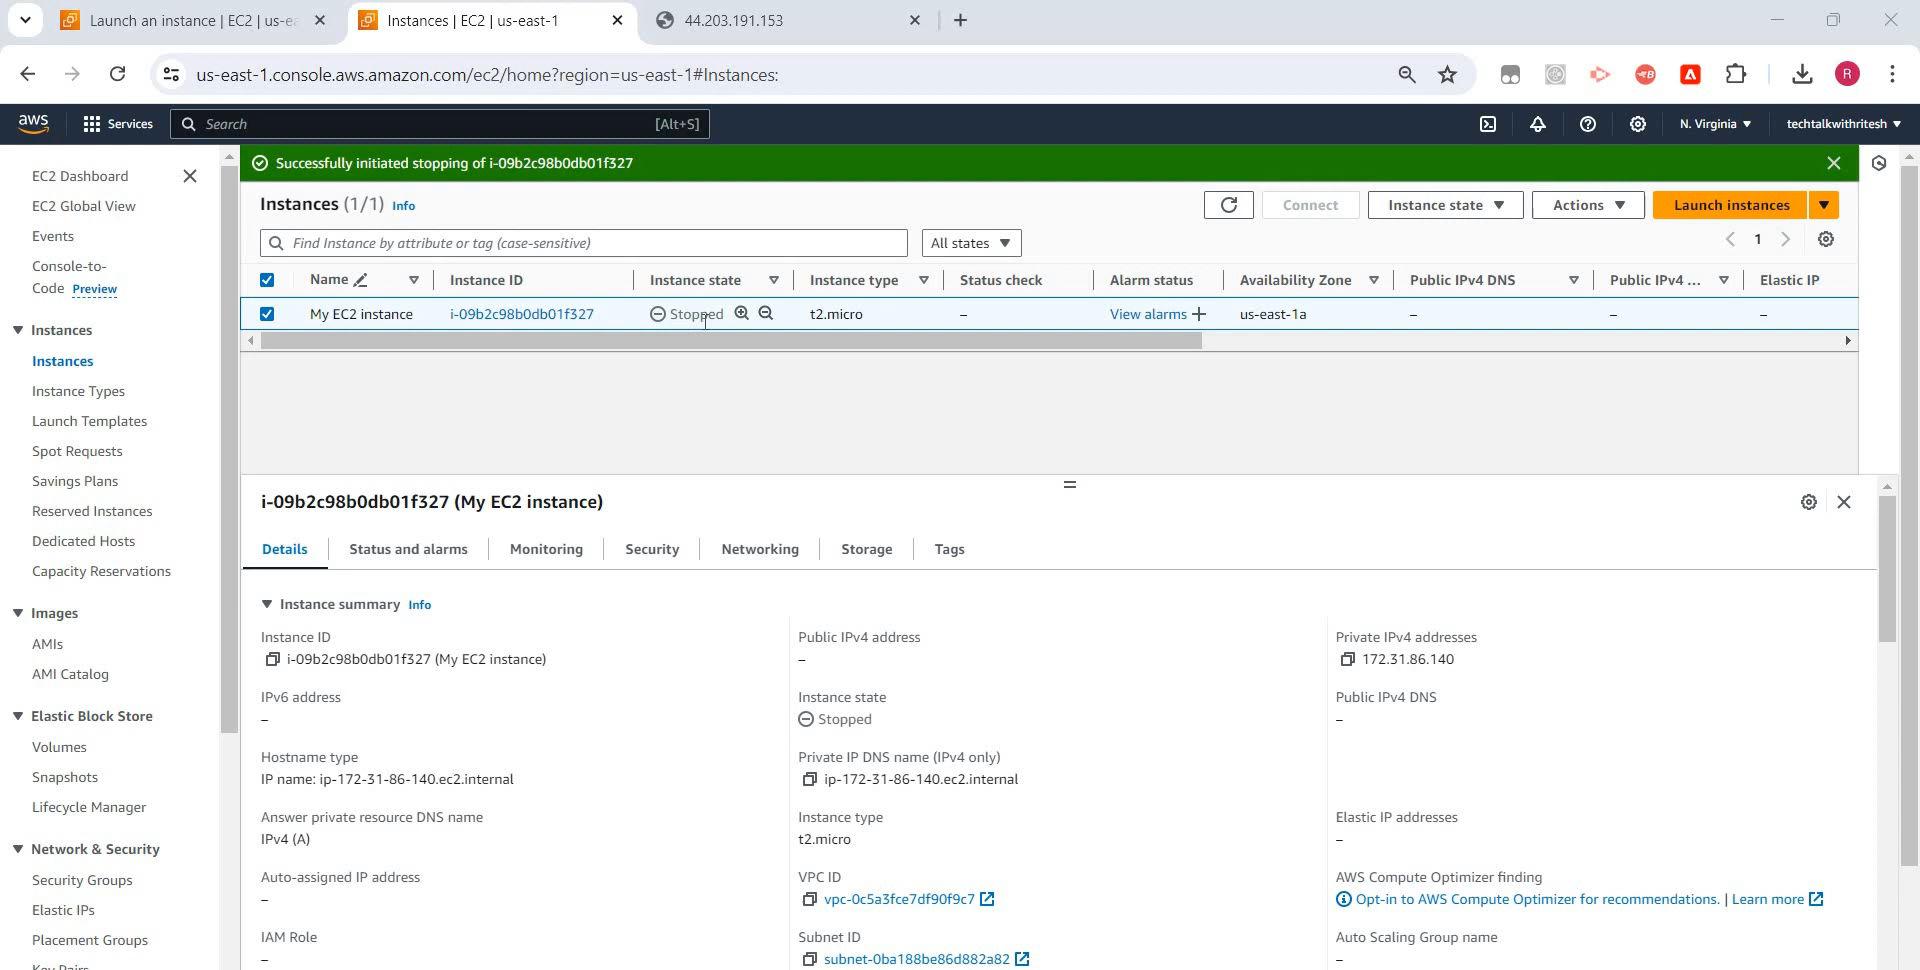 Launch an instance | EC2 | us-ea
Instances | EC2 | us-east-1
44.203.191.153
us-east-1.console.aws.amazon.com/ec2/home?region=us-east-1#Instances:
R
aws
Services
Search
[Alt+S]
N. Virginia
techtalkwithritesh
EC2 Dashboard
EC2 Global View
Events
Console-to-
Code Preview
Instances
Instances
Instance Types
Launch Templates
Spot Requests
Savings Plans
Reserved Instances
Dedicated Hosts
Capacity Reservations
Images
AMIs
AMI Catalog
Elastic Block Store
Volumes
Snapshots
Lifecycle Manager
Network & Security
Security Groups
Elastic IPs
Placement Groups
Key Pairs
Successfully initiated stopping of i-09b2c98b0db01f327
Instances (1/1) Info
Connect
Instance state
Actions
Launch instances
Find Instance by attribute or tag (case-sensitive)
All states
1
Name
Instance ID
Instance state
Instance type
Status check
Alarm status
Availability Zone
Public IPv4 DNS
Public IPv4 ...
Elastic IP
My EC2 instance
i-09b2c98b0db01f327
Stopped
t2.micro
–
View alarms +
us-east-1a
–
–
–
i-09b2c98b0db01f327 (My EC2 instance)
Details
Status and alarms
Monitoring
Security
Networking
Storage
Tags
Instance summary Info
Instance ID
i-09b2c98b0db01f327 (My EC2 instance)
Public IPv4 address
–
Private IPv4 addresses
172.31.86.140
IPv6 address
–
Instance state
Stopped
Public IPv4 DNS
–
Hostname type
IP name: ip-172-31-86-140.ec2.internal
Private IP DNS name (IPv4 only)
ip-172-31-86-140.ec2.internal
Answer private resource DNS name
IPv4 (A)
Instance type
t2.micro
Elastic IP addresses
–
Auto-assigned IP address
–
VPC ID
vpc-0c5a3fce7df90f9c7
AWS Compute Optimizer finding
Opt-in to AWS Compute Optimizer for recommendations. | Learn more
IAM Role
–
Subnet ID
subnet-0ba188be86d882a82
Auto Scaling Group name
–